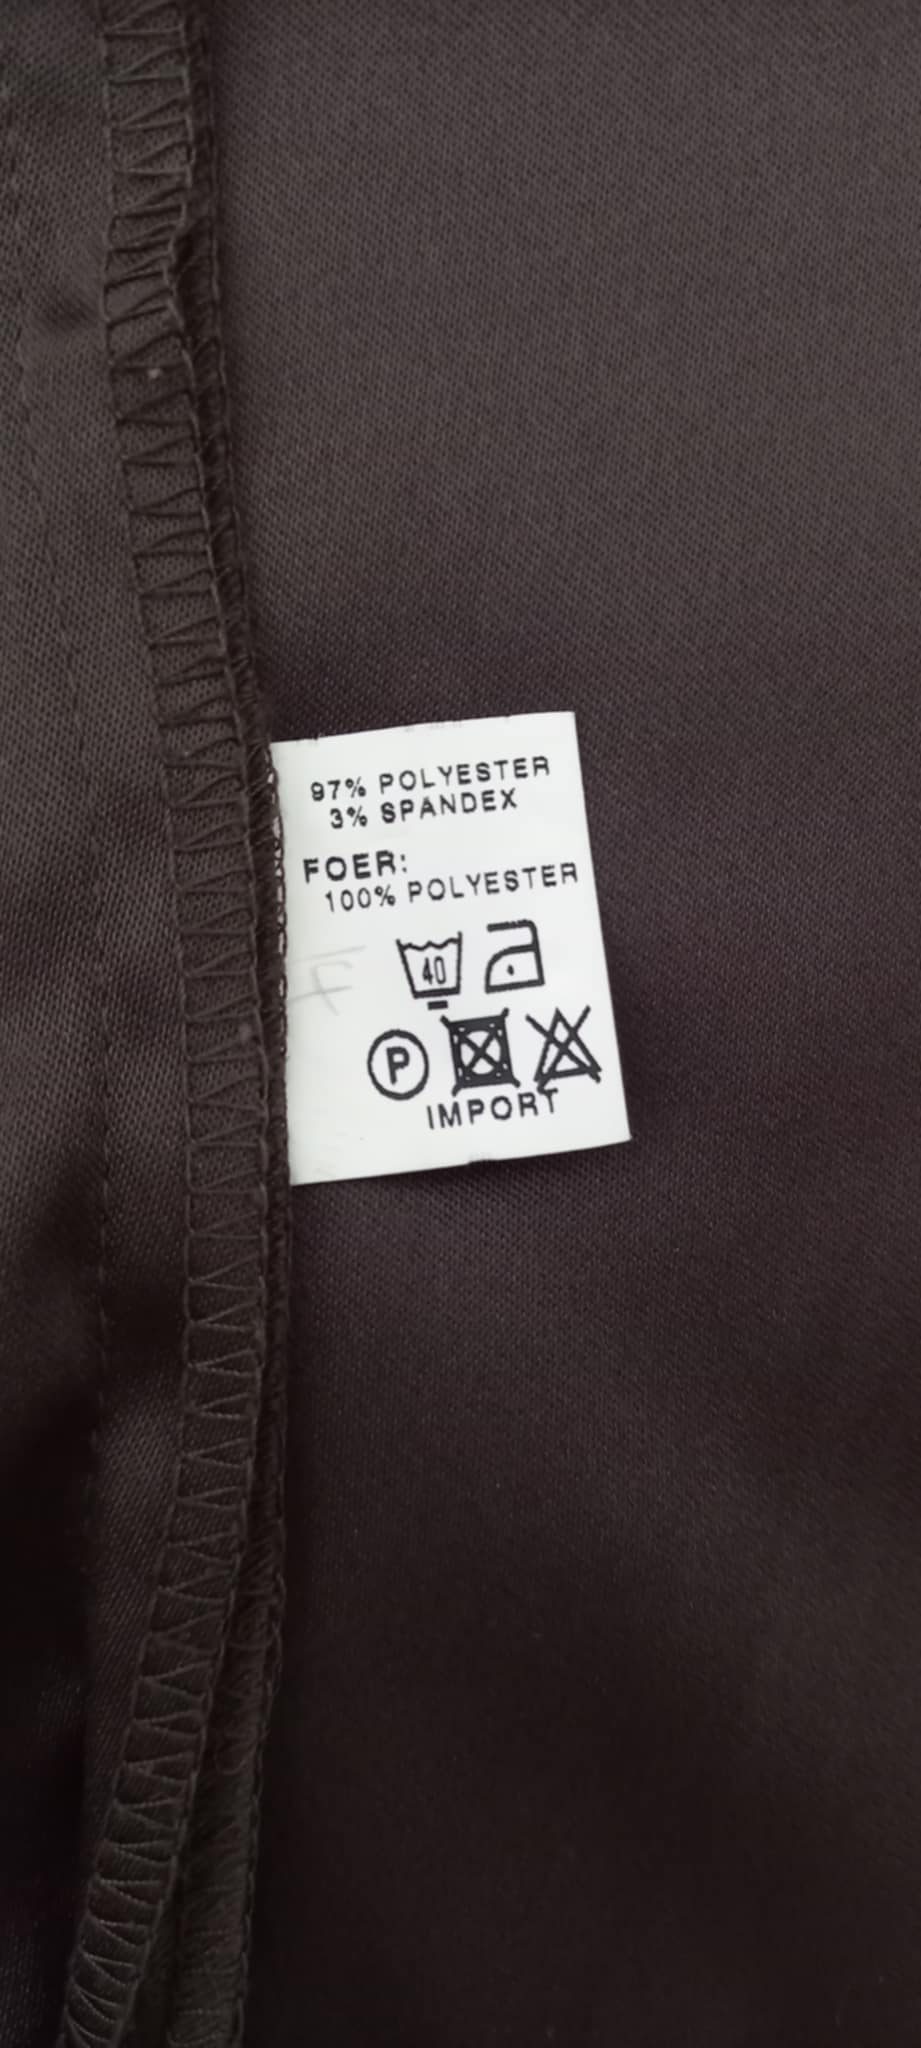 97% POLYESTER
3% SPANDEX
FOER:
100% POLYESTER
40
P
IMPORT